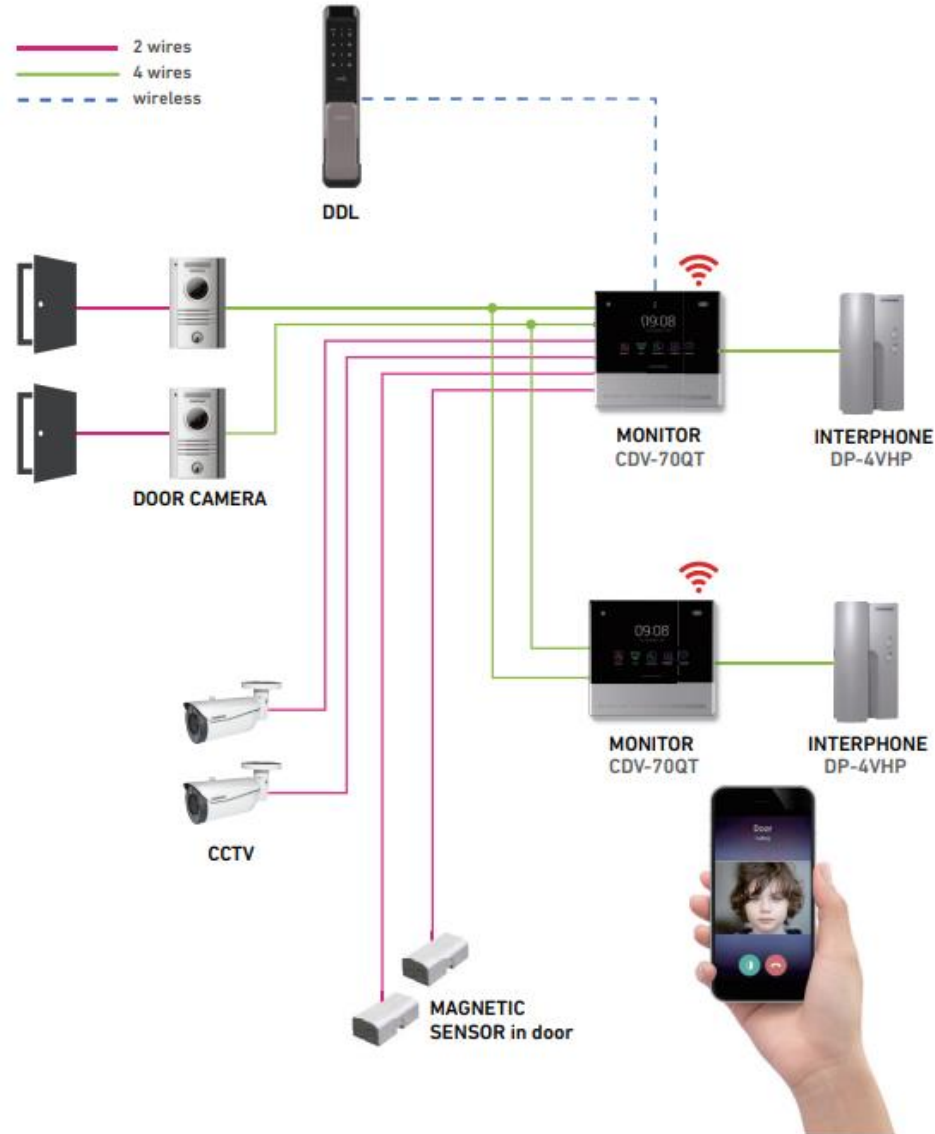 2 wires
4 wires
wireless
DDL
09:08
MONITOR
CDV-70QT
INTERPHONE
DP-4VHP
DOOR CAMERA
09:08
MONITOR
CDV-70QT
INTERPHONE
DP-4VHP
CCTV
Door
MAGNETIC
SENSOR in door